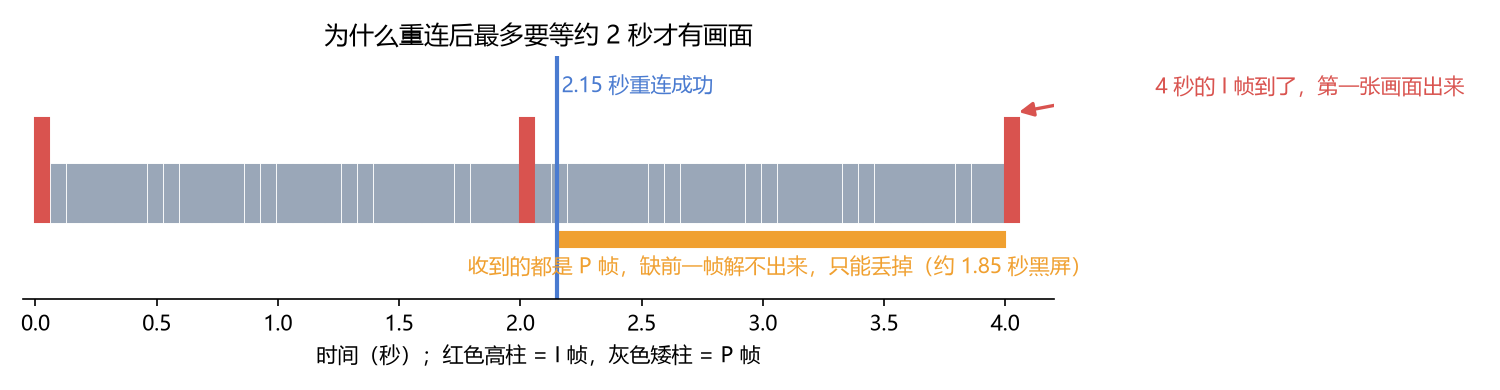 为什么重连后最多要等约 2 秒才有画面
2.15 秒重连成功
4 秒的 I 帧到了，第一张画面出来
收到的都是 P 帧，缺前一帧解不出来，只能丢掉（约 1.85 秒黑屏）
0.0 0.5 1.0 1.5 2.0 2.5 3.0 3.5 4.0
时间（秒）；红色高柱 = I 帧，灰色矮柱 = P 帧